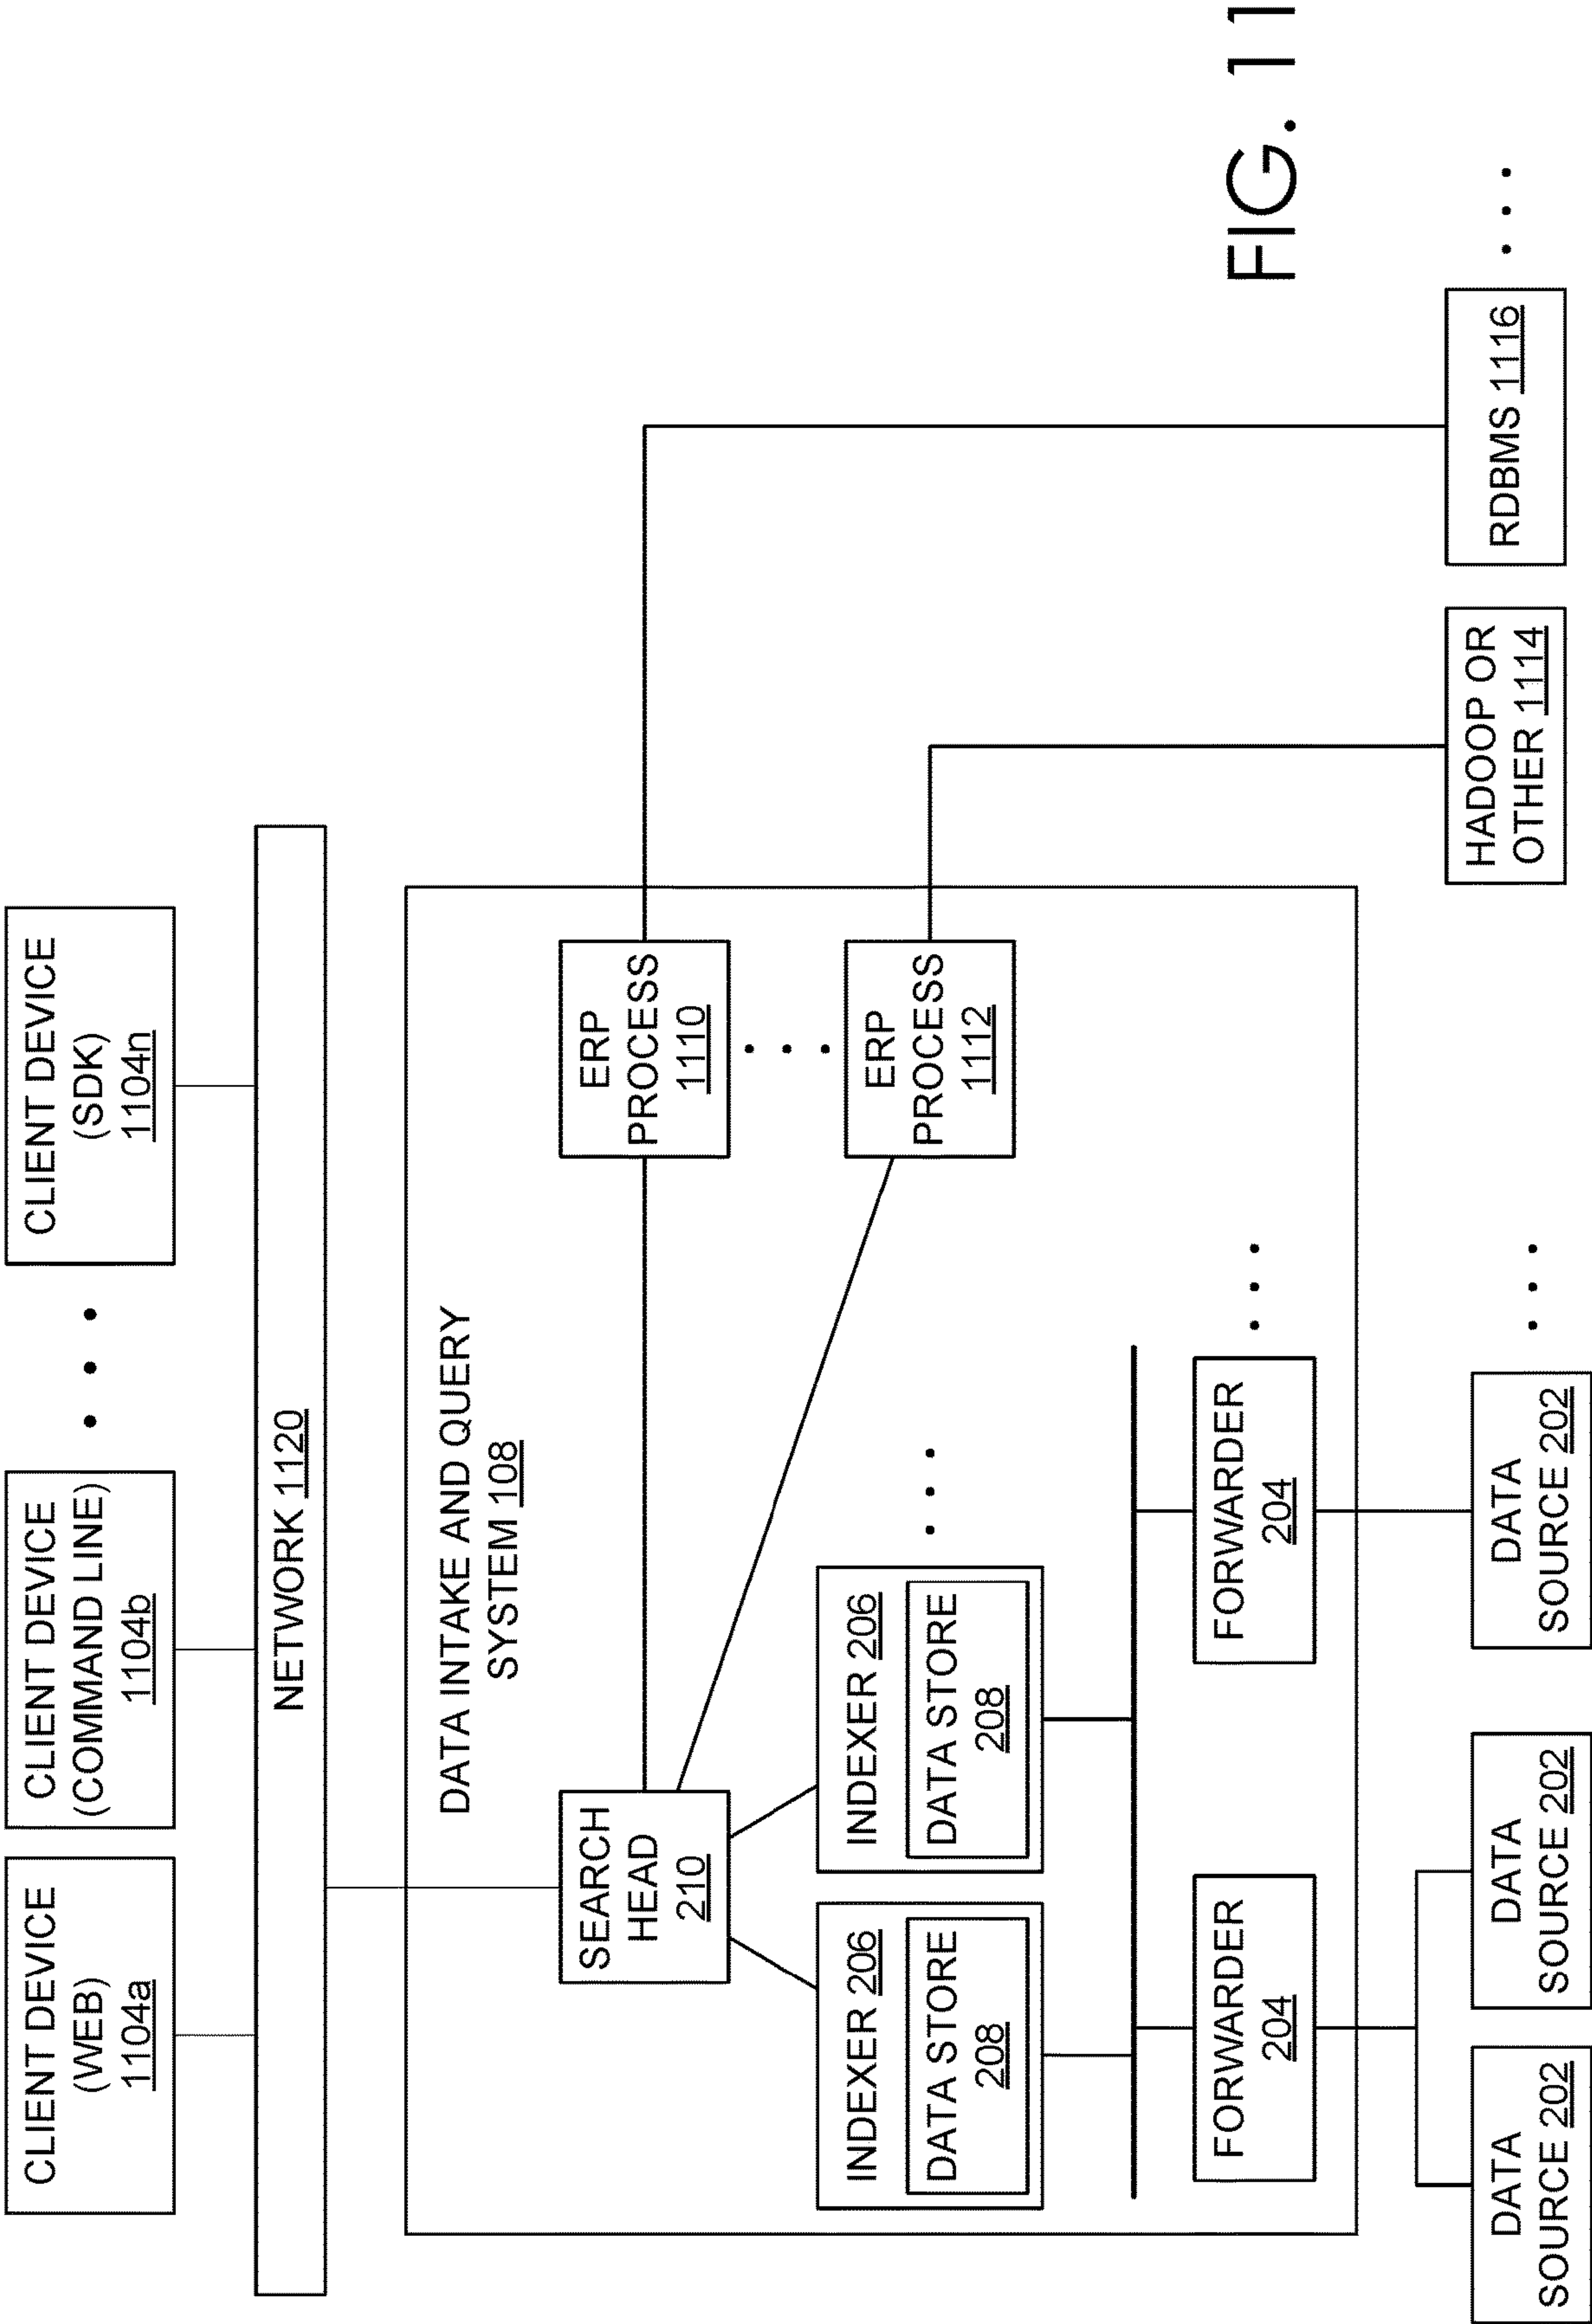 CLIENT DEVICE
(WEB)
1104a
CLIENT DEVICE
(COMMAND LINE)
1104b
CLIENT DEVICE
(SDK)
1104n
NETWORK 1120
DATA INTAKE AND QUERY
SYSTEM 108
SEARCH
HEAD
210
ERP
PROCESS
1110
INDEXER 206
DATA STORE
208
INDEXER 206
DATA STORE
208
ERP
PROCESS
1112
FORWARDER
204
FORWARDER
204
DATA
SOURCE 202
DATA
SOURCE 202
DATA
SOURCE 202
HADOOP OR
OTHER 1114
RDBMS 1116
FIG. 11